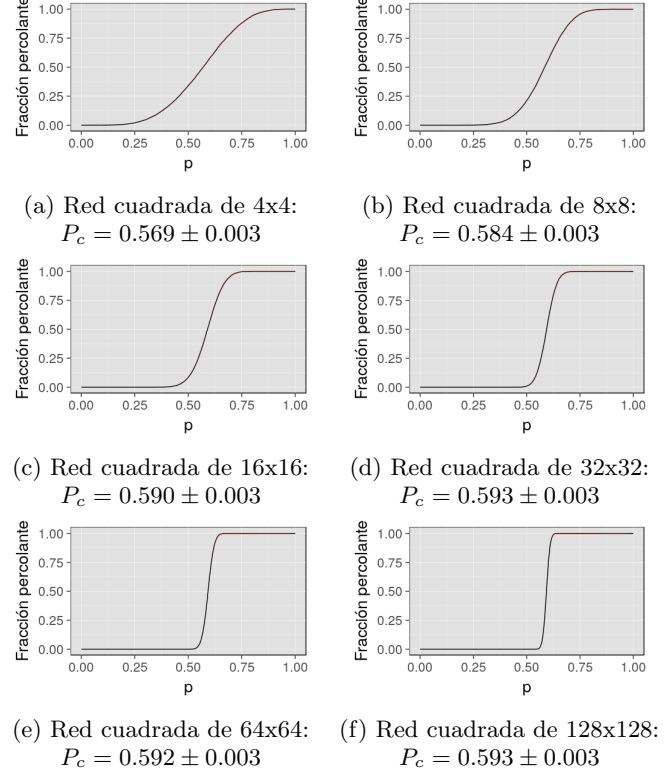 1.00
0.75
0.50
0.25
0.00
Fracción percolante
0.00 0.25 0.50 0.75 1.00
p
(a) Red cuadrada de 4x4:
P_c = 0.569 ± 0.003
1.00
0.75
0.50
0.25
0.00
Fracción percolante
0.00 0.25 0.50 0.75 1.00
p
(b) Red cuadrada de 8x8:
P_c = 0.584 ± 0.003
1.00
0.75
0.50
0.25
0.00
Fracción percolante
0.00 0.25 0.50 0.75 1.00
p
(c) Red cuadrada de 16x16:
P_c = 0.590 ± 0.003
1.00
0.75
0.50
0.25
0.00
Fracción percolante
0.00 0.25 0.50 0.75 1.00
p
(d) Red cuadrada de 32x32:
P_c = 0.593 ± 0.003
1.00
0.75
0.50
0.25
0.00
Fracción percolante
0.00 0.25 0.50 0.75 1.00
p
(e) Red cuadrada de 64x64:
P_c = 0.592 ± 0.003
1.00
0.75
0.50
0.25
0.00
Fracción percolante
0.00 0.25 0.50 0.75 1.00
p
(f) Red cuadrada de 128x128:
P_c = 0.593 ± 0.003